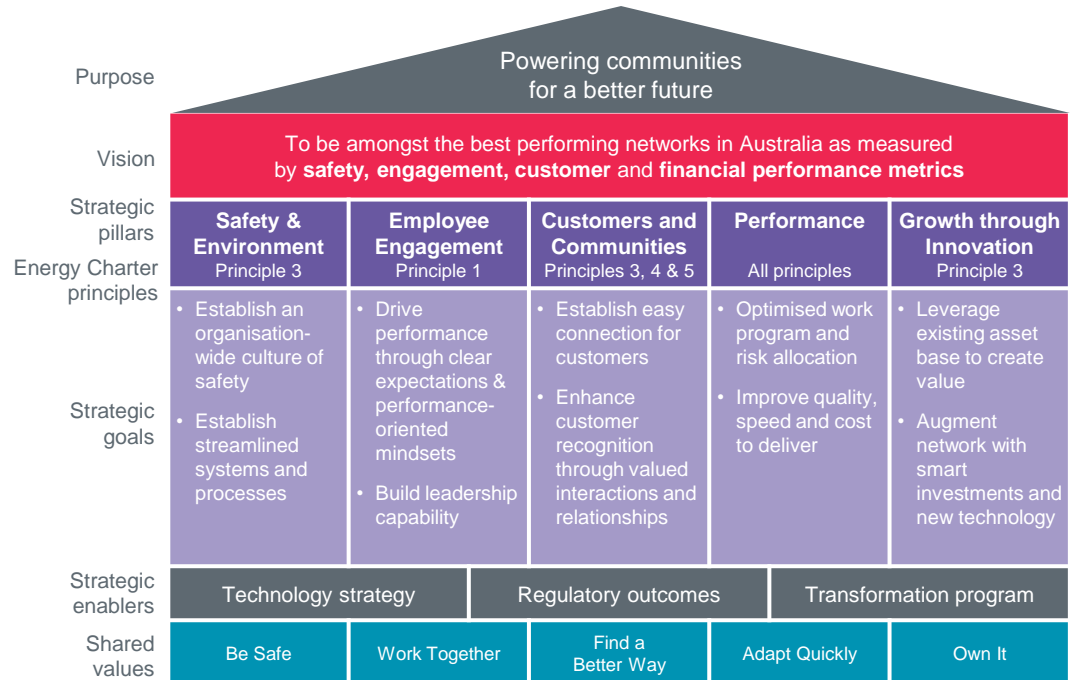 Purpose
Powering communities
for a better future
Vision
To be amongst the best performing networks in Australia as measured
by safety, engagement, customer and financial performance metrics
Strategic
pillars
Energy Charter
principles
Safety &
Environment
Principle 3
Employee
Engagement
Principle 1
Customers and
Communities
Principles 3, 4 & 5
Performance
All principles
Growth through
Innovation
Principle 3
Strategic
goals
• Establish an
organisation-
wide culture of
safety
• Establish
streamlined
systems and
processes
• Drive
performance
through clear
expectations &
performance-
oriented
mindsets
• Build leadership
capability
• Establish easy
connection for
customers
• Enhance
customer
recognition
through valued
interactions and
relationships
• Optimised work
program and
risk allocation
• Improve quality,
speed and cost
to deliver
• Leverage
existing asset
base to create
value
• Augment
network with
smart
investments and
new technology
Strategic
enablers
Technology strategy
Regulatory outcomes
Transformation program
Shared
values
Be Safe
Work Together
Find a
Better Way
Adapt Quickly
Own It